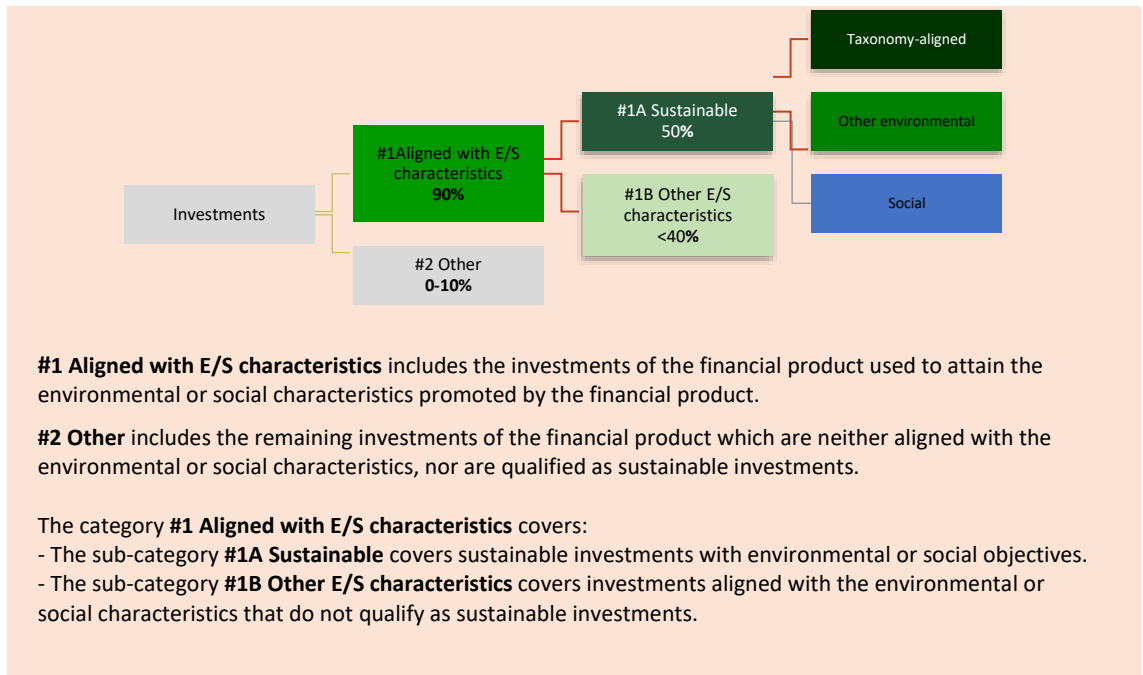 Taxonomy-aligned
#1A Sustainable
50%
Other environmental
#1Aligned with E/S
characteristics
90%
#1B Other E/S
characteristics
<40%
Investments
Social
#2 Other
0-10%
#1 Aligned with E/S characteristics includes the investments of the financial product used to attain the
environmental or social characteristics promoted by the financial product.
#2 Other includes the remaining investments of the financial product which are neither aligned with the
environmental or social characteristics, nor are qualified as sustainable investments.
The category #1 Aligned with E/S characteristics covers:
- The sub-category #1A Sustainable covers sustainable investments with environmental or social objectives.
- The sub-category #1B Other E/S characteristics covers investments aligned with the environmental or
social characteristics that do not qualify as sustainable investments.